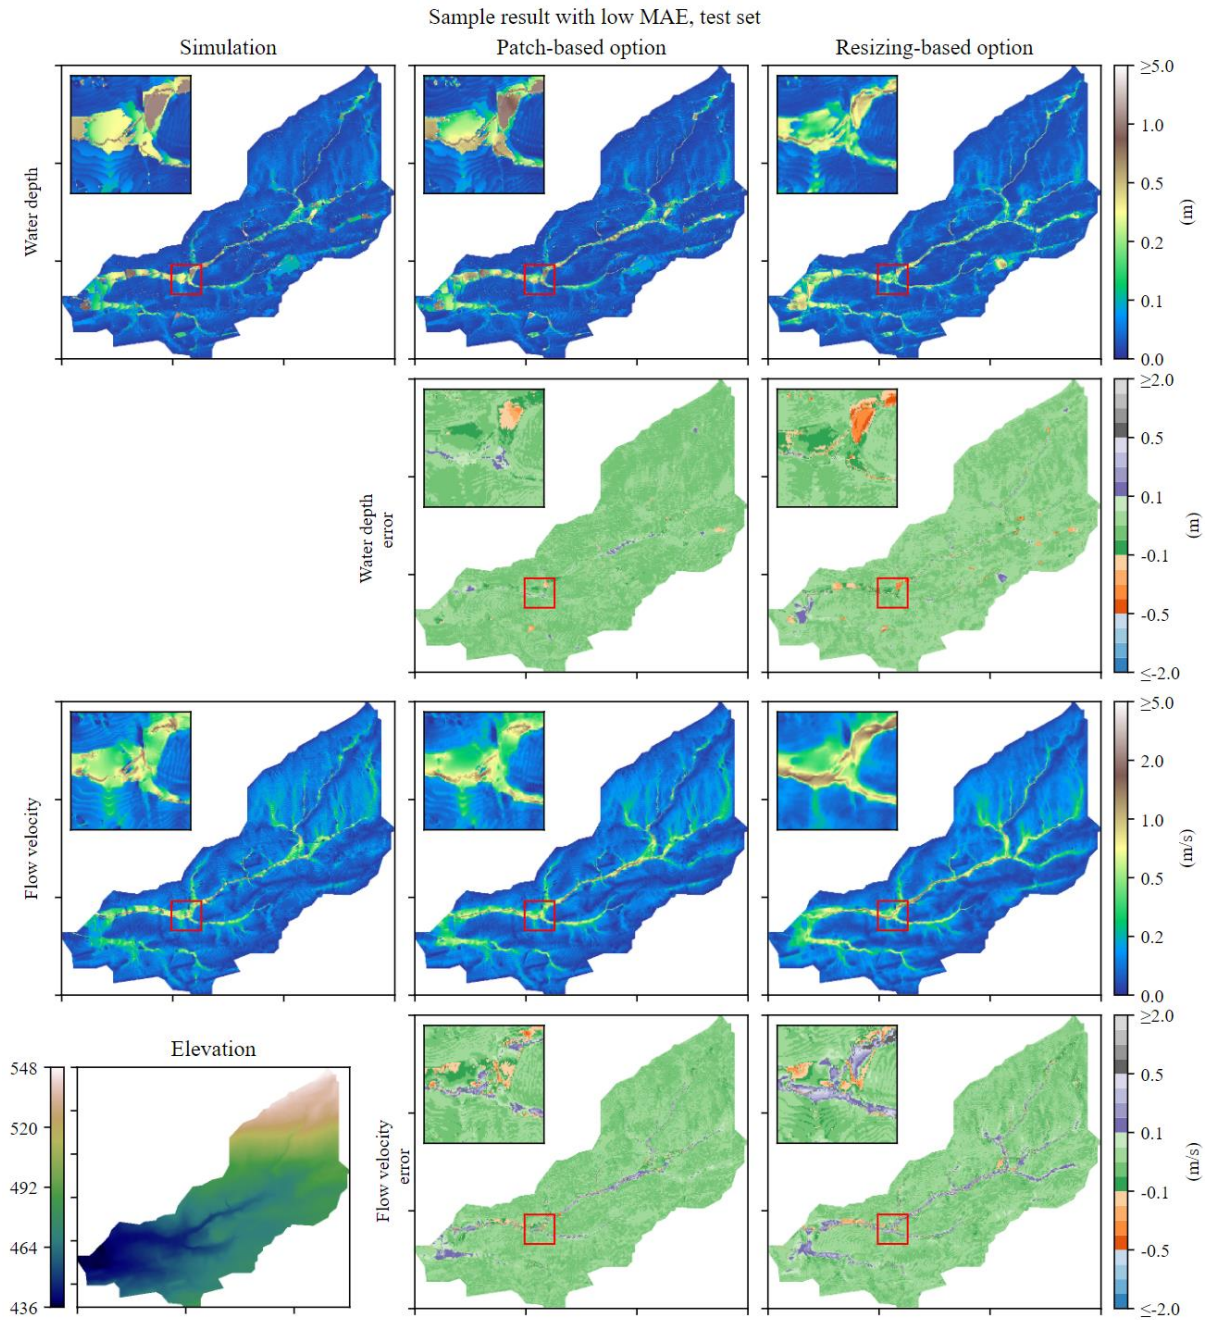 Sample result with low MAE, test set
Simulation
Patch-based option
Resizing-based option
Water depth
≥5.0
1.0
0.5
0.2
0.1
0.0
(m)
Water depth
error
≥2.0
0.5
0.1
-0.1
-0.5
≤-2.0
(m)
Flow velocity
≥5.0
2.0
1.0
0.5
0.2
0.0
(m/s)
Elevation
548
520
492
464
436
Flow velocity
error
≥2.0
0.5
0.1
-0.1
-0.5
≤-2.0
(m/s)